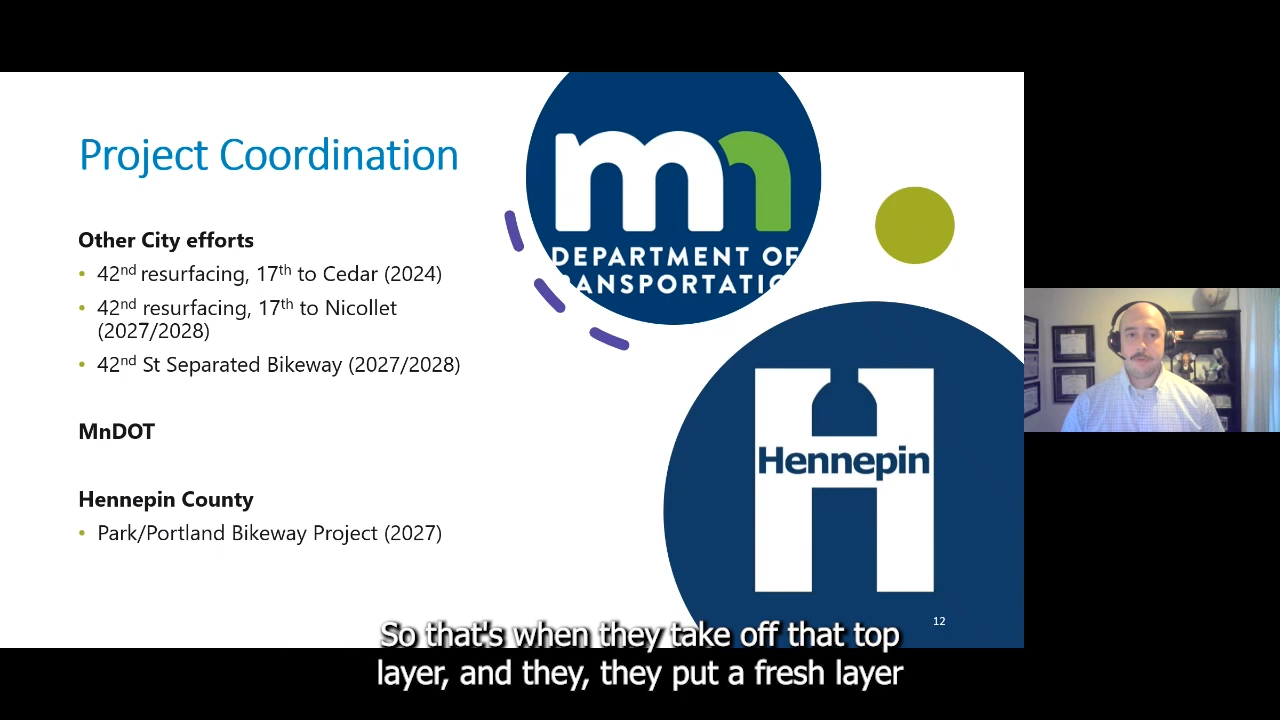 Project Coordination
Other City efforts
• 42nd resurfacing, 17th to Cedar (2024)
• 42nd resurfacing, 17th to Nicollet
(2027/2028)
• 42nd St Separated Bikeway (2027/2028)
MnDOT
Hennepin County
• Park/Portland Bikeway Project (2027)
mn
DEPARTMENT OF
TRANSPORTATION
Hennepin
12
So that's when they take off that top
layer, and they, they put a fresh layer